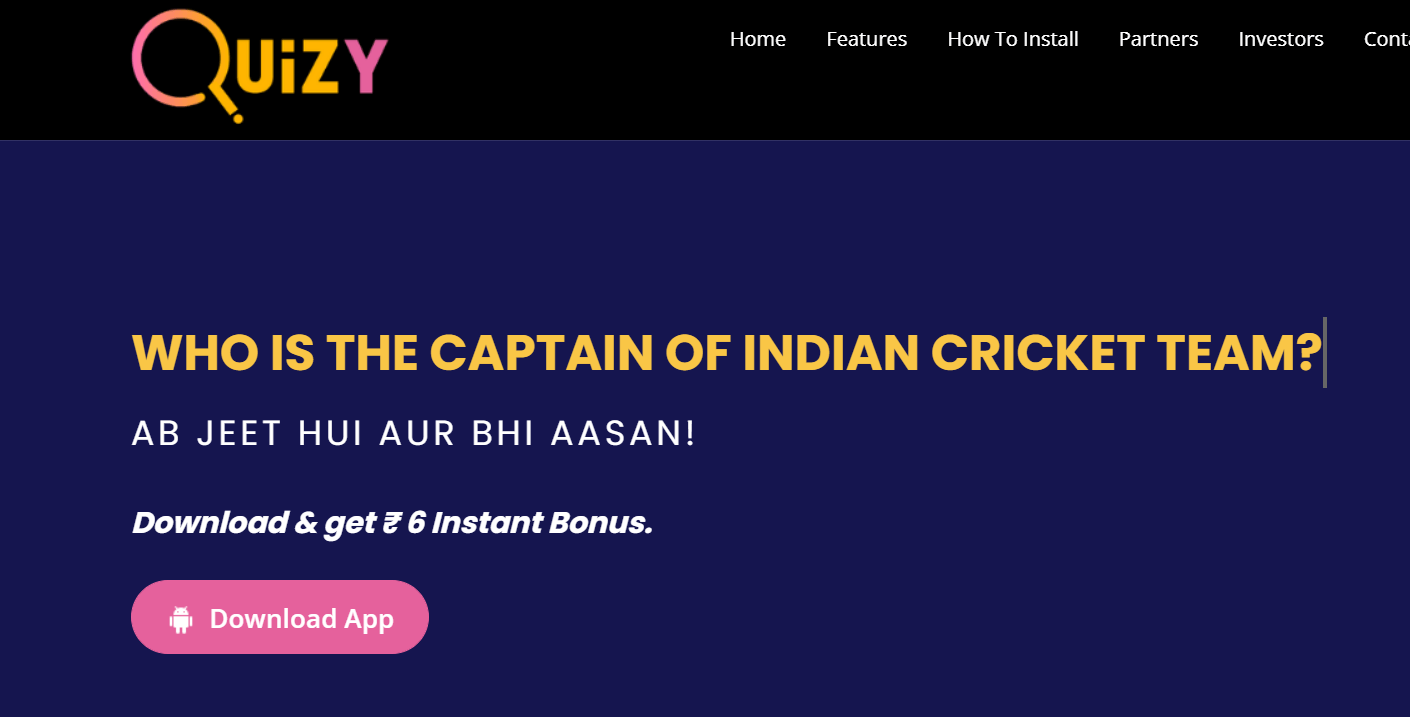 QUiZY
Home Features How To Install Partners Investors Conta
WHO IS THE CAPTAIN OF INDIAN CRICKET TEAM?
AB JEET HUI AUR BHI AASAN!
Download & get ₹ 6 Instant Bonus.
Download App